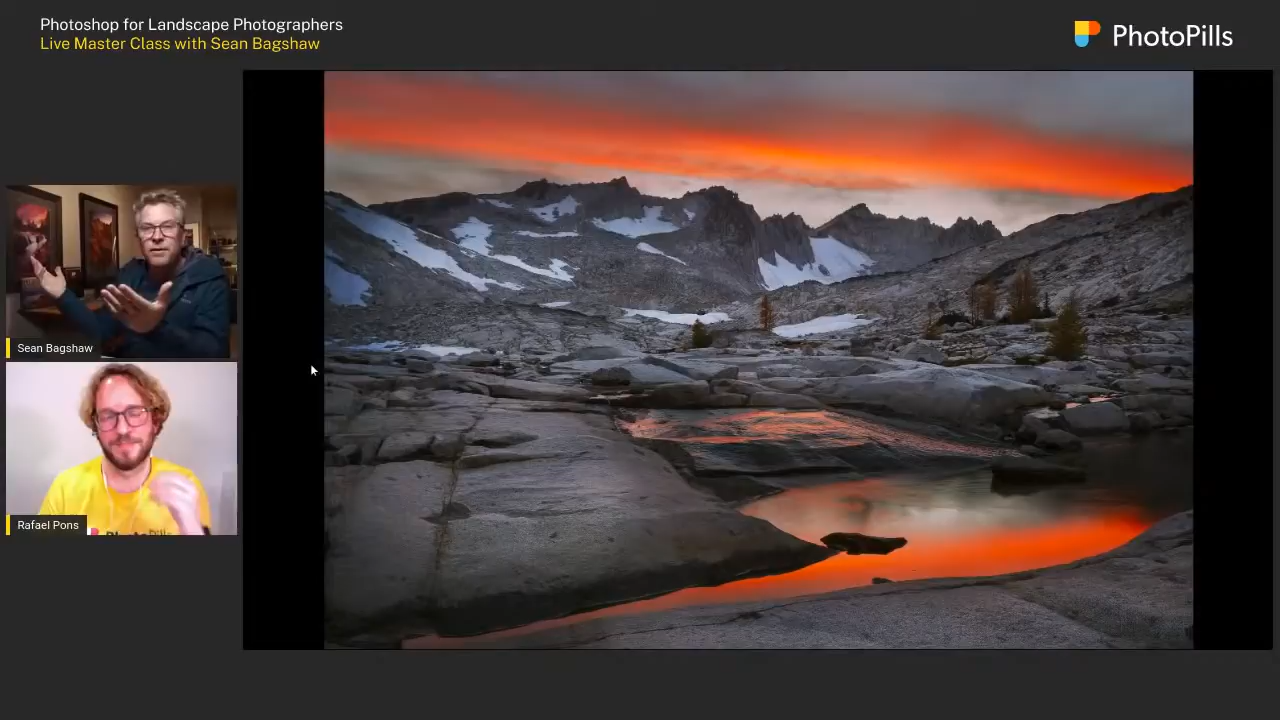 Photoshop for Landscape Photographers
Live Master Class with Sean Bagshaw
PhotoPills
Sean Bagshaw
Rafael Pons